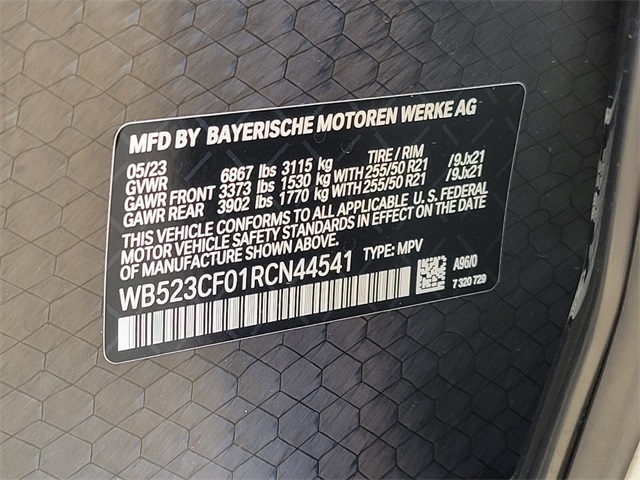 MFD BY BAYERISCHE MOTOREN WERKE AG
05/23 TIRE / RIM
GVWR 6867 lbs 3115 kg
GAWR FRONT 3373 lbs 1530 kg WITH 255/50 R21 /9Jx21
GAWR REAR 3902 lbs 1770 kg WITH 255/50 R21 /9Jx21
THIS VEHICLE CONFORMS TO ALL APPLICABLE U. S. FEDERAL
MOTOR VEHICLE SAFETY STANDARDS IN EFFECT ON THE DATE
OF MANUFACTURE SHOWN ABOVE.
WB523CF01RCN44541 TYPE: MPV
A96/0
7 320 729